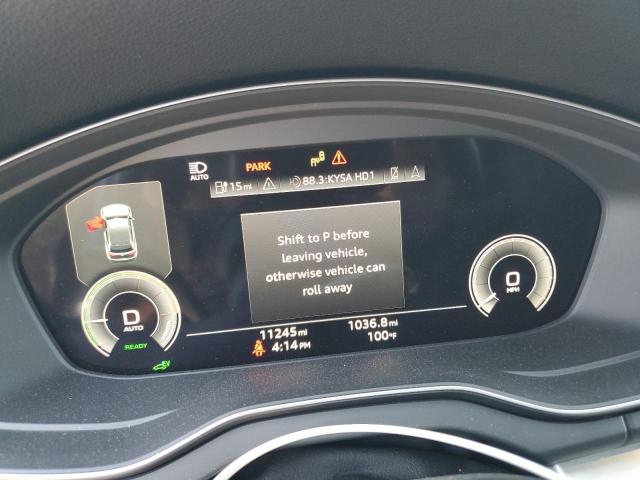 PARK
AUTO
15 mi
88.3:KYSA HD1
Shift to P before
leaving vehicle,
otherwise vehicle can
roll away
D
AUTO
READY
EV
0
MPH
11245 mi
1036.8 mi
4:14 PM
100°F